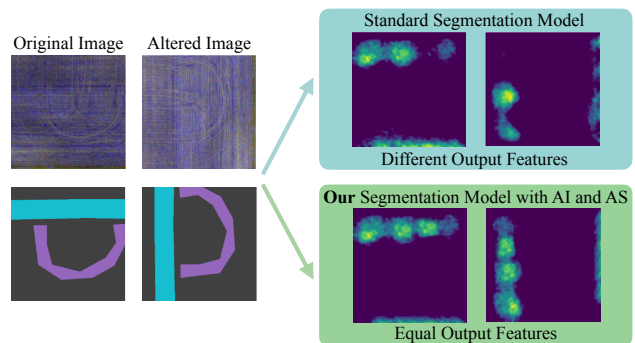 Original Image
Altered Image
Standard Segmentation Model
Different Output Features
Our Segmentation Model with AI and AS
Equal Output Features